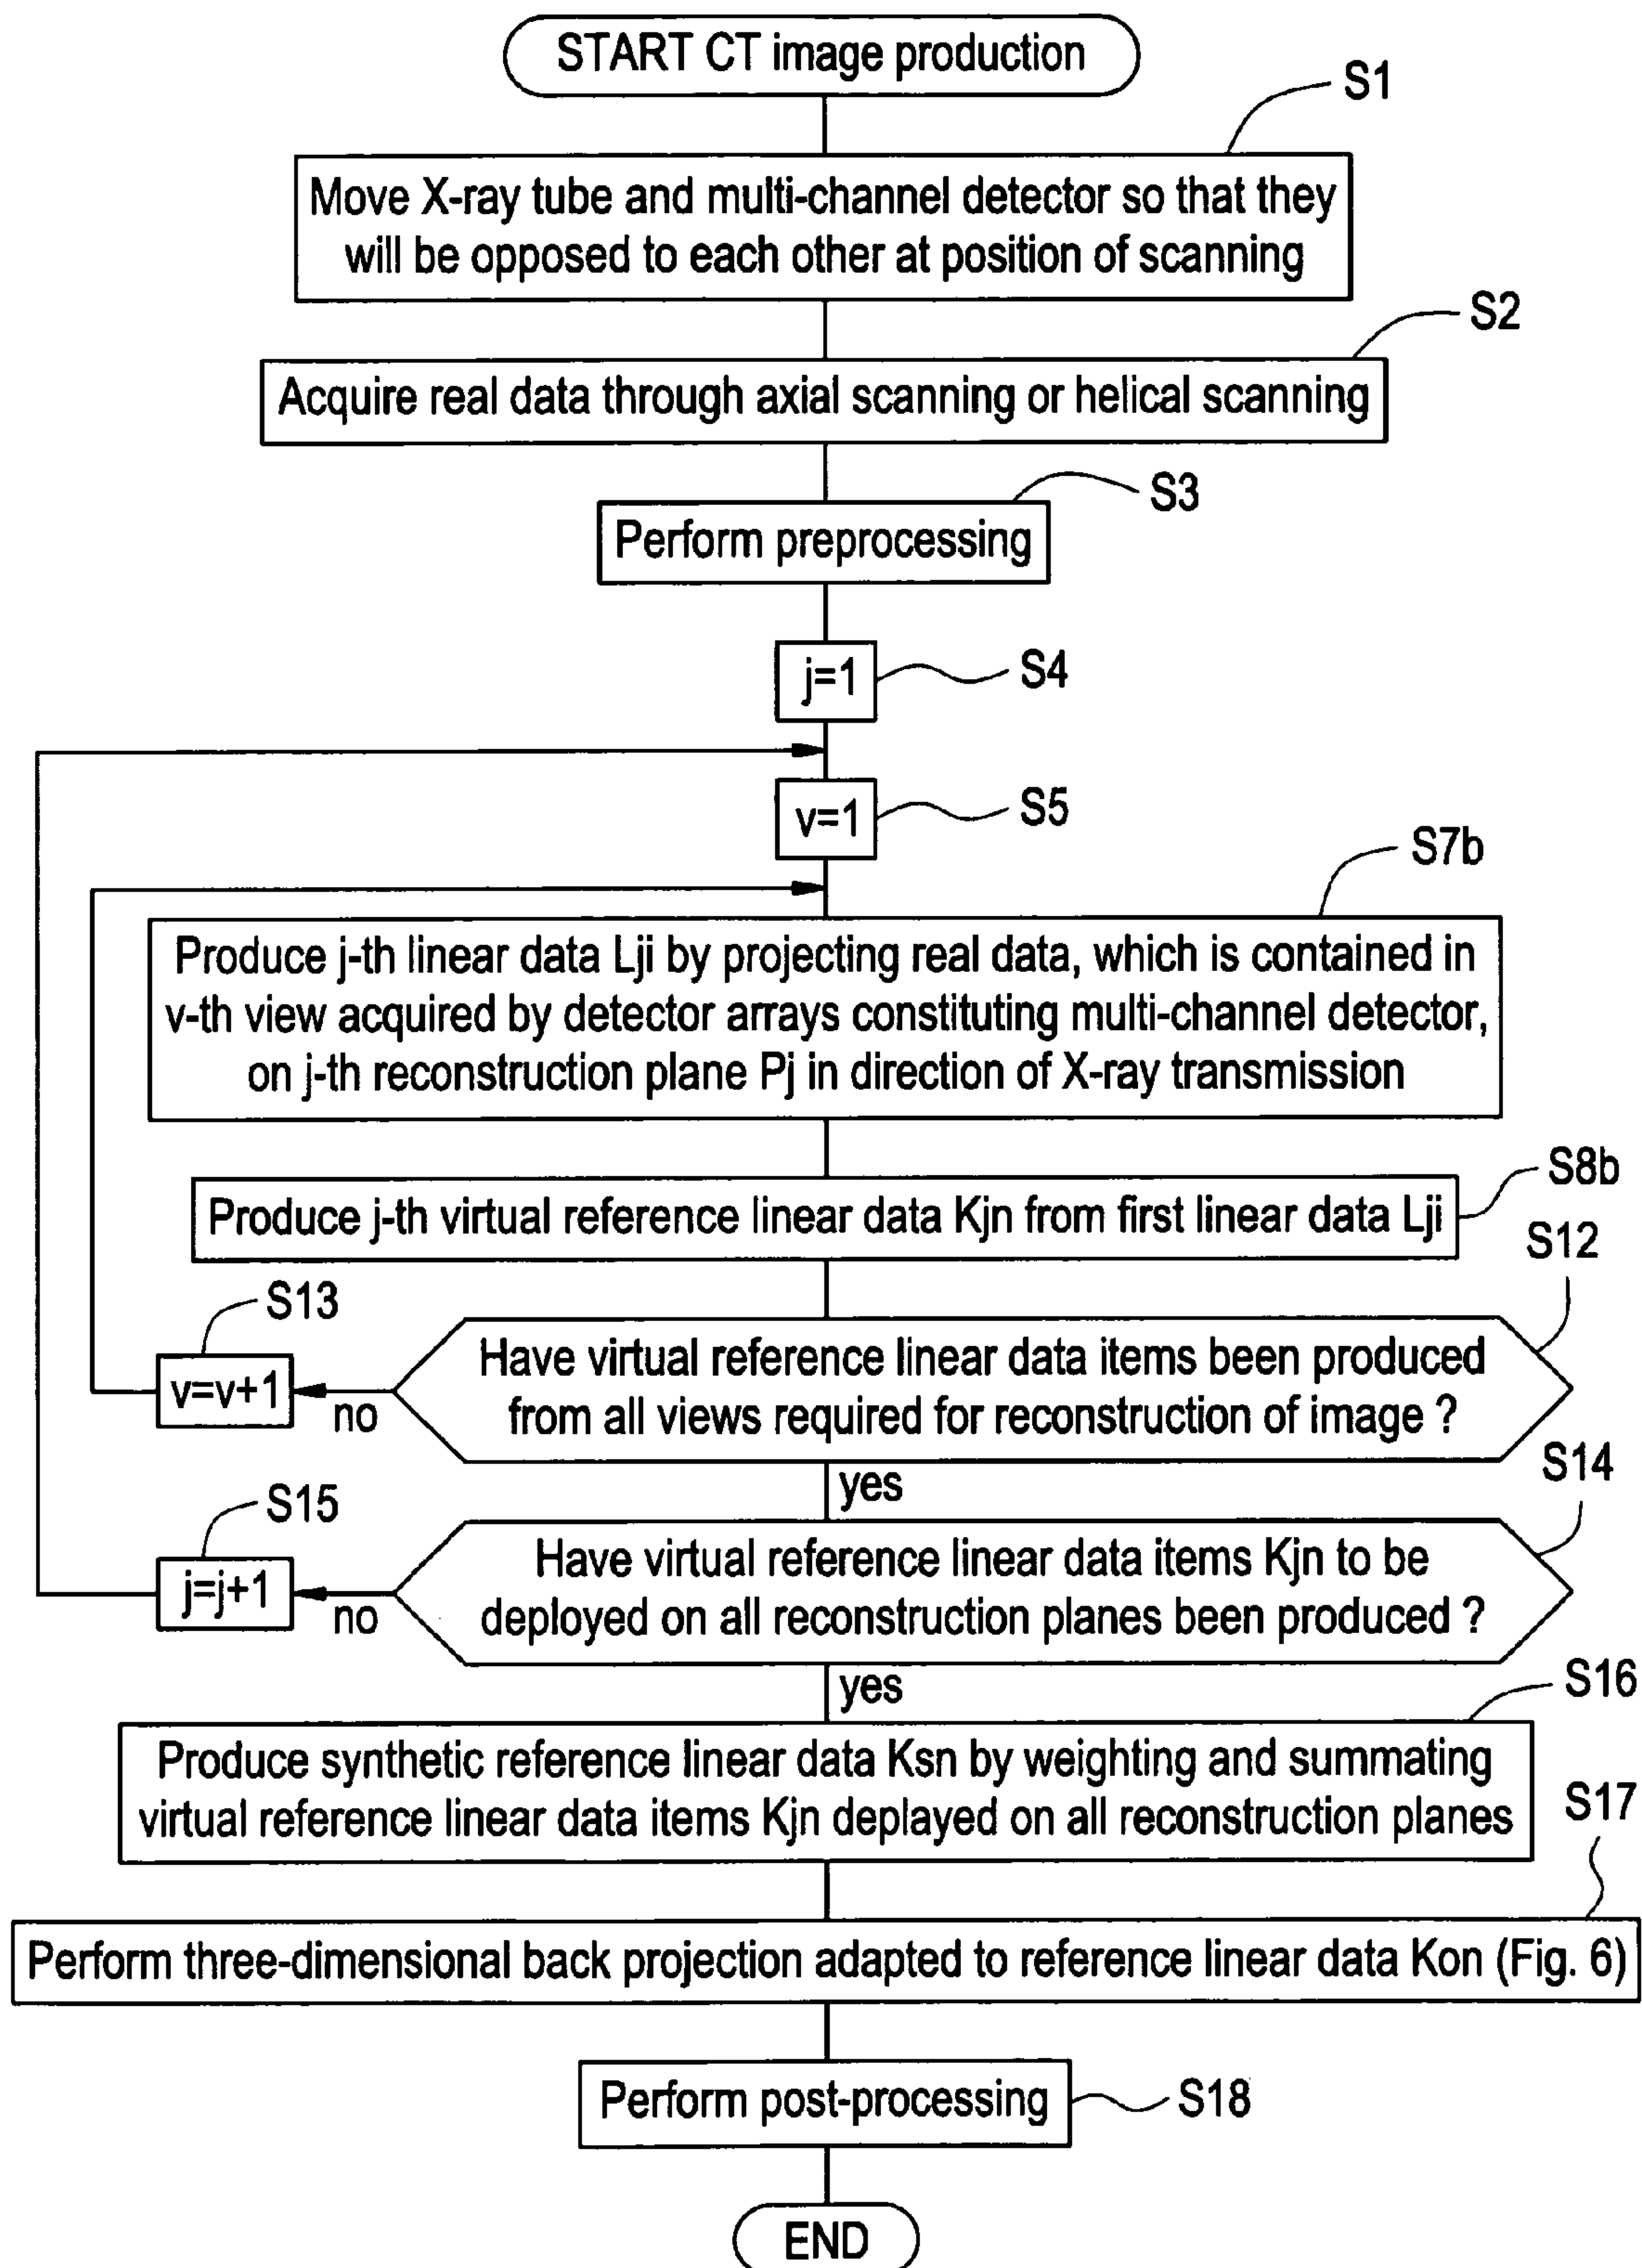 START CT image production
S1
Move X-ray tube and multi-channel detector so that they
will be opposed to each other at position of scanning
S2
Acquire real data through axial scanning or helical scanning
S3
Perform preprocessing
j=1
S4
v=1
S5
S7b
Produce j-th linear data Lji by projecting real data, which is contained in
v-th view acquired by detector arrays constituting multi-channel detector,
on j-th reconstruction plane Pj in direction of X-ray transmission
S8b
Produce j-th virtual reference linear data Kjn from first linear data Lji
S12
S13
Have virtual reference linear data items been produced
from all views required for reconstruction of image ?
v=v+1
no
yes
S14
S15
Have virtual reference linear data items Kjn to be
deployed on all reconstruction planes been produced ?
j=j+1
no
yes
S16
Produce synthetic reference linear data Ksn by weighting and summating
virtual reference linear data items Kjn deplayed on all reconstruction planes
S17
Perform three-dimensional back projection adapted to reference linear data Kon (Fig. 6)
Perform post-processing
S18
END